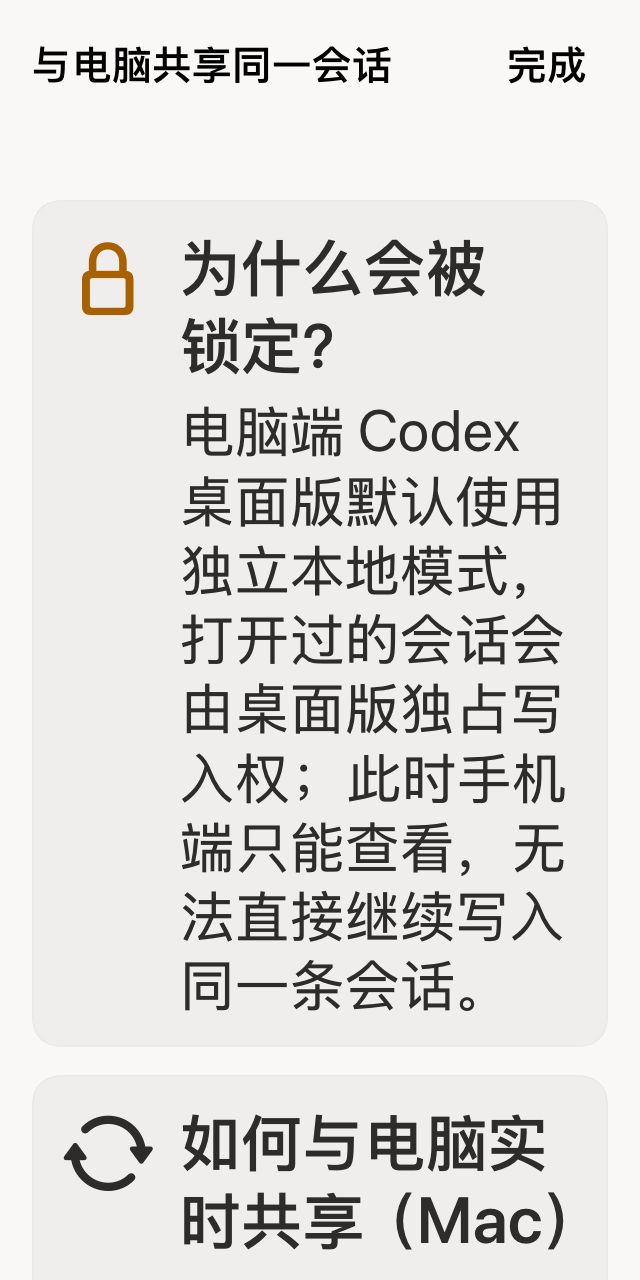 与电脑共享同一会话
完成
为什么会被
锁定?
电脑端 Codex
桌面版默认使用
独立本地模式，
打开过的会话会
由桌面版独占写
入权；此时手机
端只能查看，无
法直接继续写入
同一条会话。
如何与电脑实
时共享（Mac）